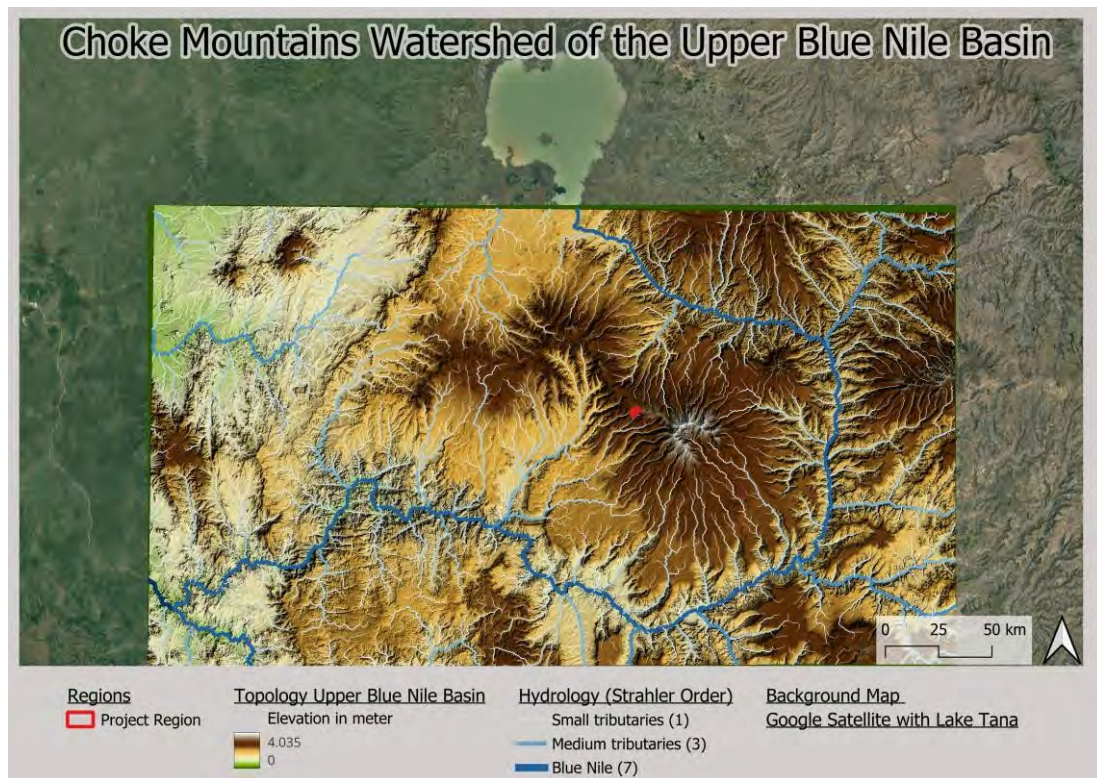 Choke Mountains Watershed of the Upper Blue Nile Basin
0 25 50 km
Regions
Project Region
Topology Upper Blue Nile Basin
Elevation in meter
4.035
0
Hydrology (Strahler Order)
Small tributaries (1)
Medium tributaries (3)
Blue Nile (7)
Background Map
Google Satellite with Lake Tana